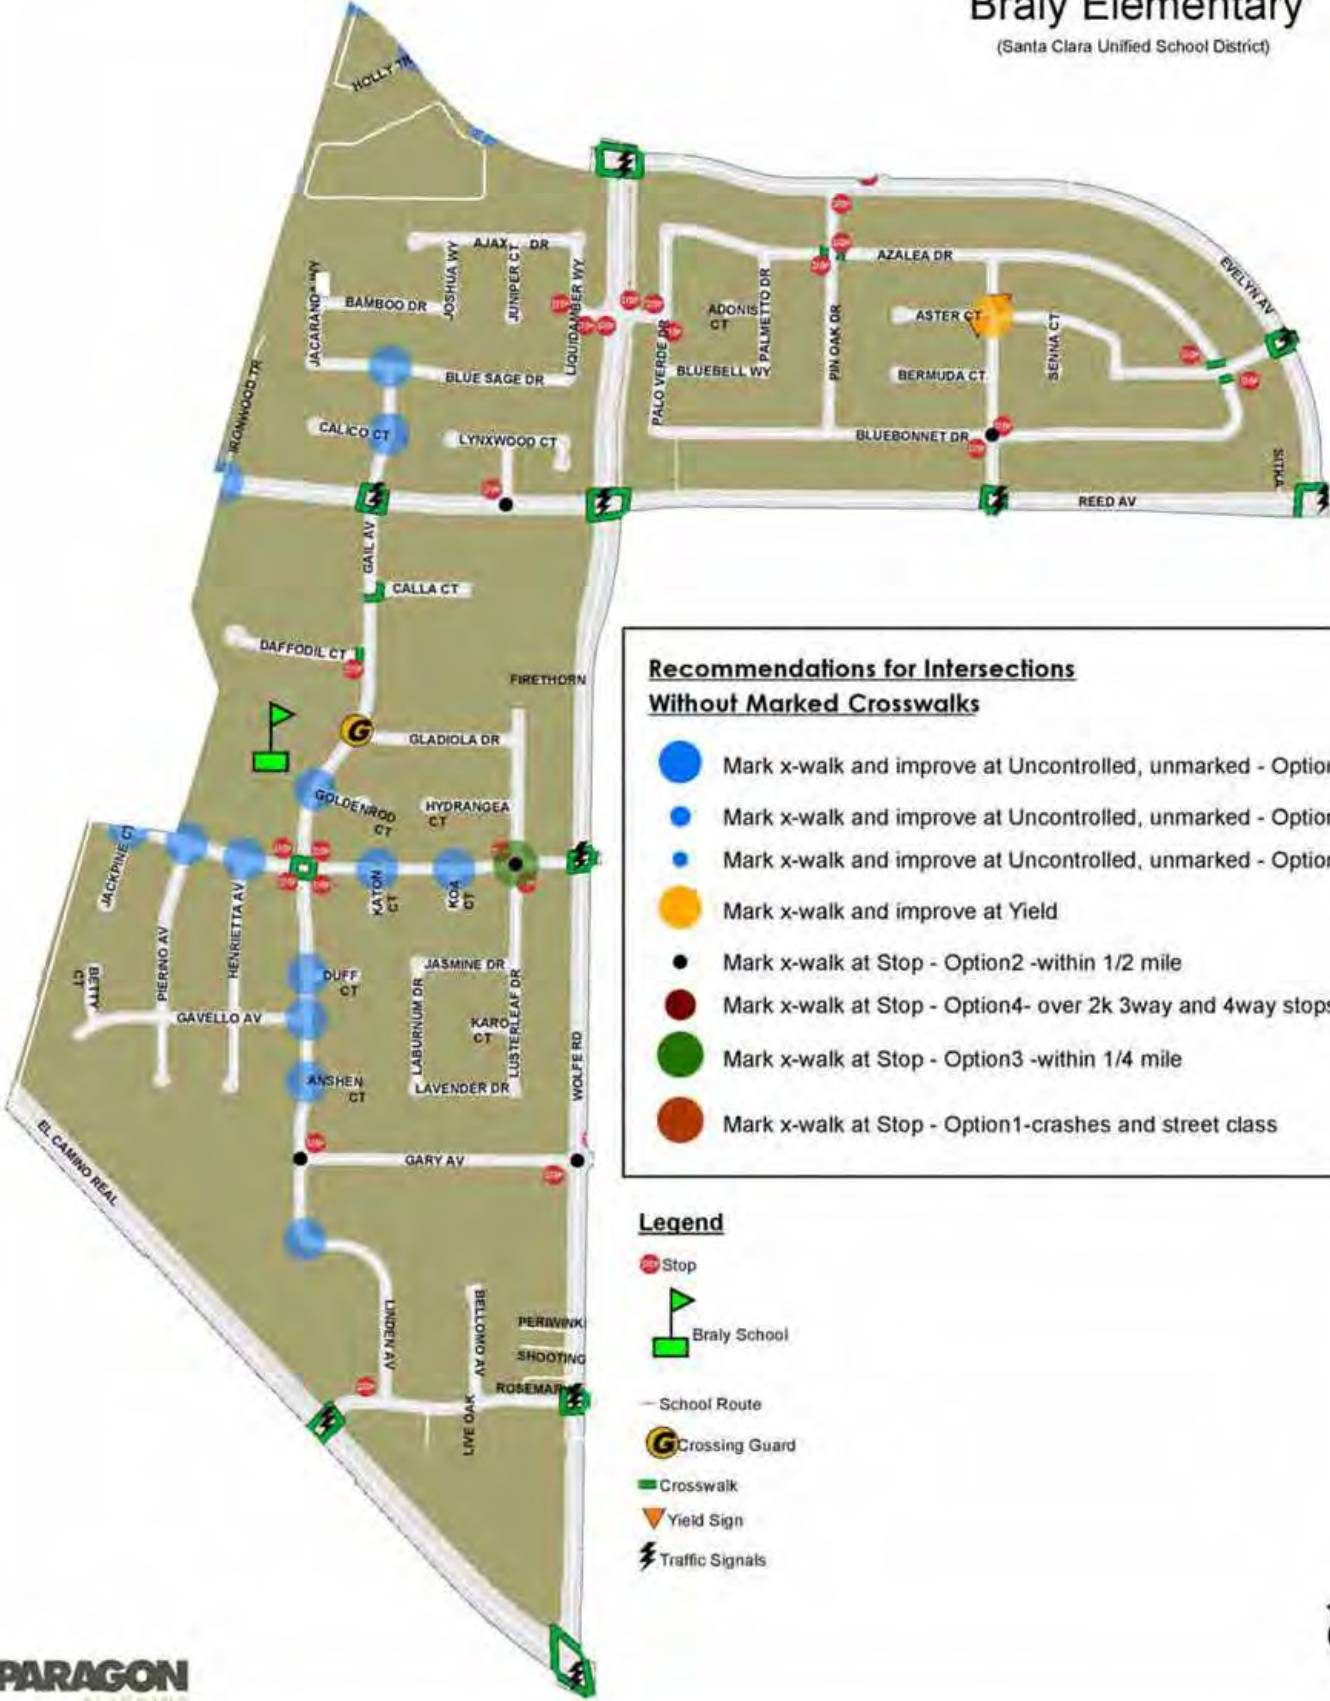 Braly Elementary
(Santa Clara Unified School District)
HOLLY TR
AJAX DR
JOSHUA WY
JUNIPER CT
LIQUIDAMBER WY
JACARANDA WY
BAMBOO DR
BLUE SAGE DR
IRONWOOD TR
CALICO CT
LYNXWOOD CT
PALO VERDE DR
ADONIS
CT
PALMETTO DR
BLUEBELL WY
PIN OAK DR
AZALEA DR
ASTER CT
BERMUDA CT
SENNA CT
BLUEBONNET DR
EVELYN AV
SITKA
REED AV
GAIL AV
CALLA CT
DAFFODIL CT
FIRETHORN
GLADIOLA DR
GOLDENROD
CT
HYDRANGEA
CT
JACKPINE CT
KATON
CT
KOA
CT
HENRIETTA AV
PIERINO AV
BETTY
CT
GAVELLO AV
DUFF
CT
JASMINE DR
LABURNUM DR
KARO
CT
LUSTERLEAF DR
LAVENDER DR
WOLFE RD
ANSHEN
CT
GARY AV
EL CAMINO REAL
LINDEN AV
BELLOMO AV
LIVE OAK
PERIWINK
SHOOTING
ROSEMAR
Recommendations for Intersections
Without Marked Crosswalks
Mark x-walk and improve at Uncontrolled, unmarked - Option
Mark x-walk and improve at Uncontrolled, unmarked - Option
Mark x-walk and improve at Uncontrolled, unmarked - Option
Mark x-walk and improve at Yield
Mark x-walk at Stop - Option2 -within 1/2 mile
Mark x-walk at Stop - Option4- over 2k 3way and 4way stops
Mark x-walk at Stop - Option3 -within 1/4 mile
Mark x-walk at Stop - Option1-crashes and street class
Legend
STOP Stop
Braly School
School Route
G Crossing Guard
Crosswalk
Yield Sign
Traffic Signals
PARAGON